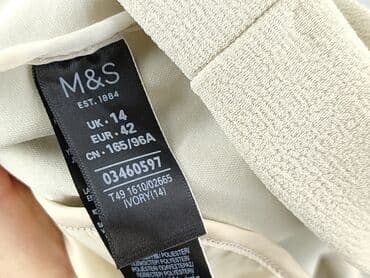 M&S
EST. 1884
UK • 14
EUR • 42
CN • 165/96A
03460597
T49 1610/02665
IVORY(14)